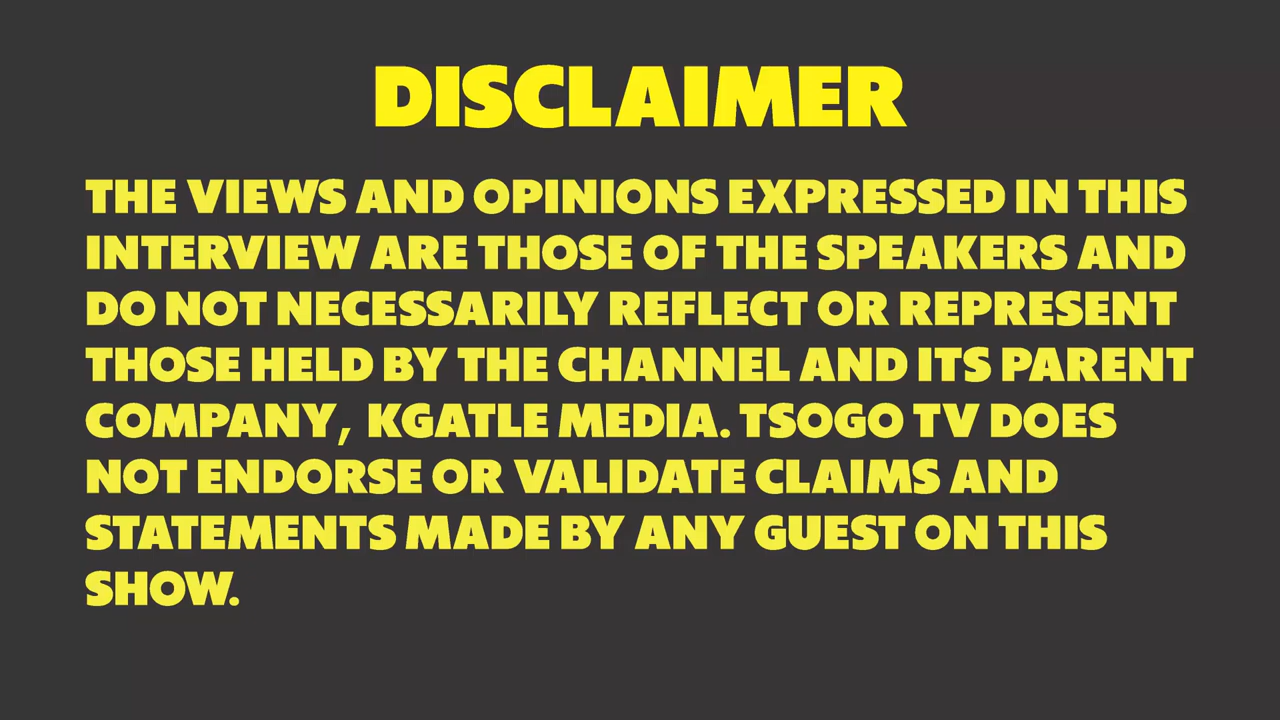 DISCLAIMER
THE VIEWS AND OPINIONS EXPRESSED IN THIS
INTERVIEW ARE THOSE OF THE SPEAKERS AND
DO NOT NECESSARILY REFLECT OR REPRESENT
THOSE HELD BY THE CHANNEL AND ITS PARENT
COMPANY, KGATLE MEDIA. TSOGO TV DOES
NOT ENDORSE OR VALIDATE CLAIMS AND
STATEMENTS MADE BY ANY GUEST ON THIS
SHOW.